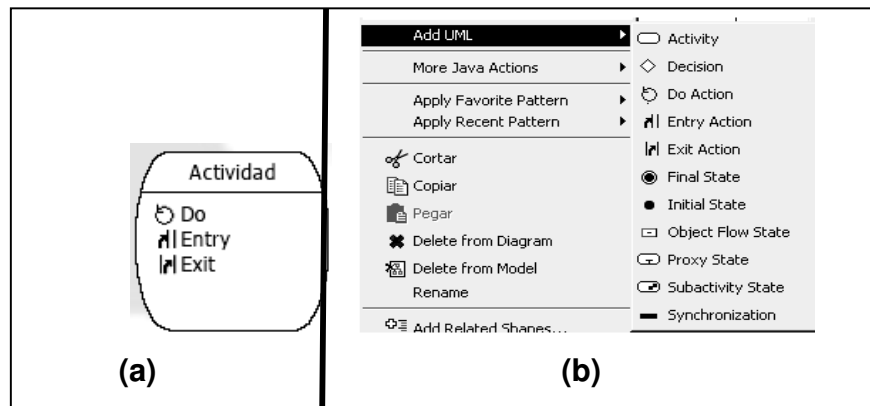 Actividad
Do
Entry
Exit
(a)
Add UML
More Java Actions
Apply Favorite Pattern
Apply Recent Pattern
Cortar
Copiar
Pegar
Delete from Diagram
Delete from Model
Rename
Add Related Shapes...
Activity
Decision
Do Action
Entry Action
Exit Action
Final State
Initial State
Object Flow State
Proxy State
Subactivity State
Synchronization
(b)